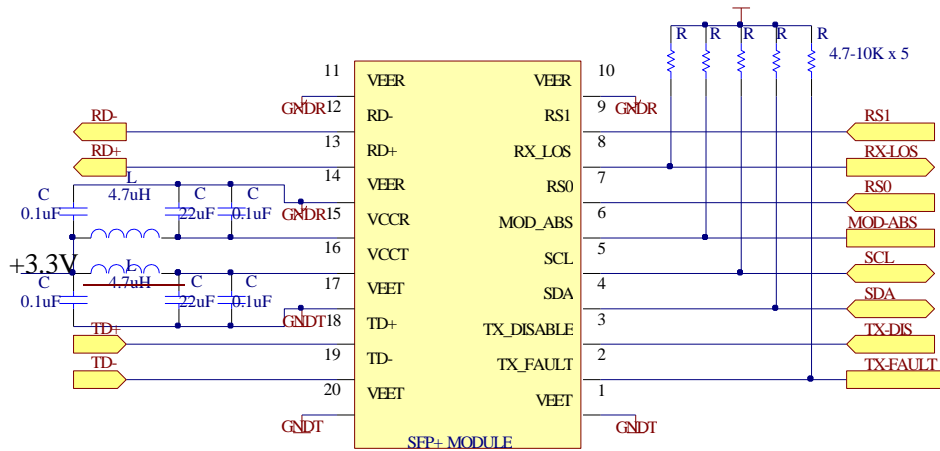 R R R R R
4.7-10K x 5
11 VEER VEER 10
GNDR 12 RD- RS1 9 GNDR
RD- RS1
13 RD+ RX_LOS 8
RD+ RX-LOS
L
14 VEER RS0 7
C 4.7uH C C RS0
0.1uF 22uF 0.1uF GNDR 15 VCCR MOD_ABS 6
MOD-ABS
16 VCCT SCL 5
+3.3V L SCL
C 4.7uH C C 17 VEET SDA 4
0.1uF 22uF 0.1uF SDA
GNDT 18 TD+ TX_DISABLE 3
TD+ TX-DIS
19 TD- TX_FAULT 2
TD- TX-FAULT
20 VEET VEET 1
GNDT GNDT
SFP+ MODULE